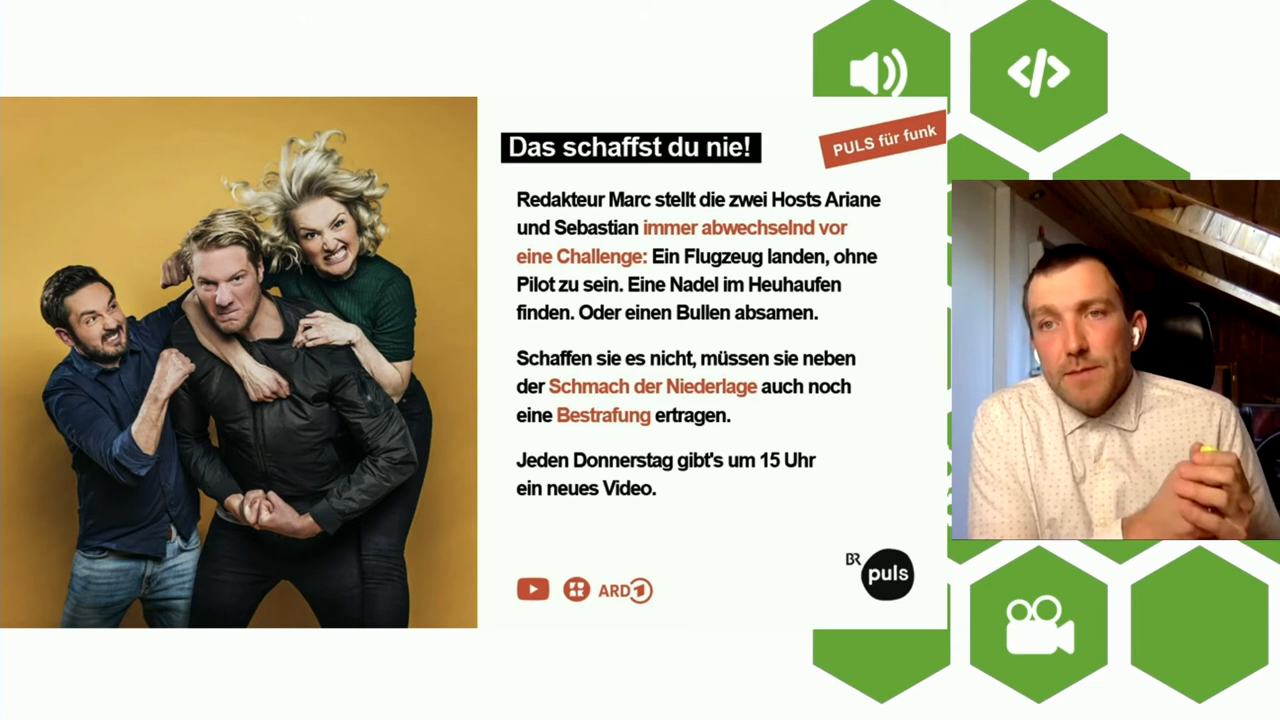 Das schaffst du nie!
PULS für funk
Redakteur Marc stellt die zwei Hosts Ariane
und Sebastian immer abwechselnd vor
eine Challenge: Ein Flugzeug landen, ohne
Pilot zu sein. Eine Nadel im Heuhaufen
finden. Oder einen Bullen absamen.
Schaffen sie es nicht, müssen sie neben
der Schmach der Niederlage auch noch
eine Bestrafung ertragen.
Jeden Donnerstag gibt's um 15 Uhr
ein neues Video.
ARD 1
BR puls